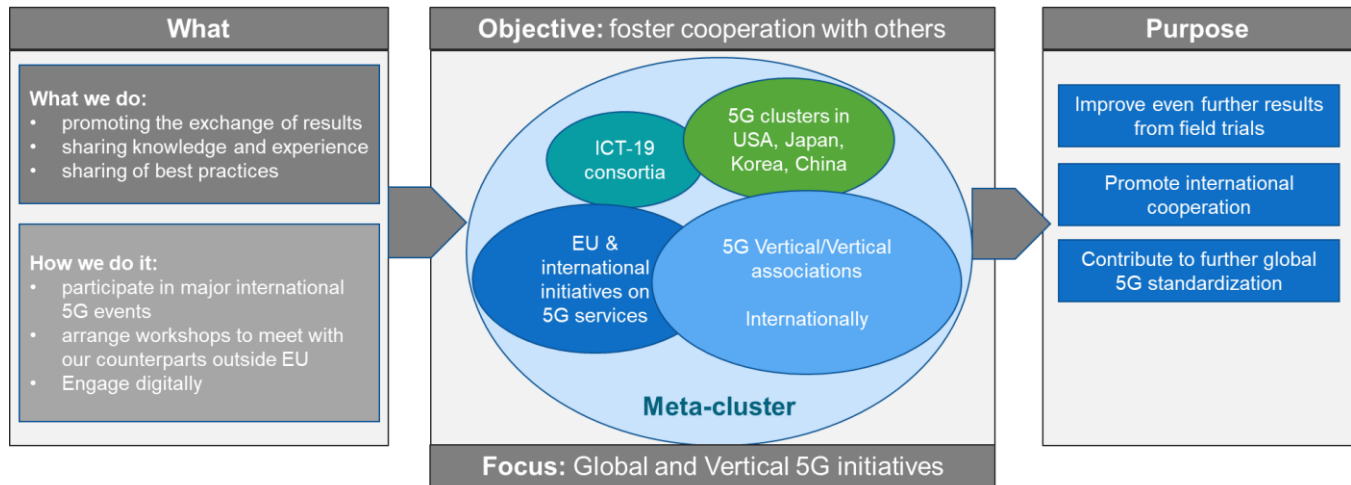 What
What we do:
• promoting the exchange of results
• sharing knowledge and experience
• sharing of best practices
How we do it:
• participate in major international
5G events
• arrange workshops to meet with
our counterparts outside EU
• Engage digitally
Objective: foster cooperation with others
ICT-19
consortia
5G clusters in
USA, Japan,
Korea, China
EU &
international
initiatives on
5G services
5G Vertical/Vertical
associations
Internationally
Meta-cluster
Focus: Global and Vertical 5G initiatives
Purpose
Improve even further results
from field trials
Promote international
cooperation
Contribute to further global
5G standardization